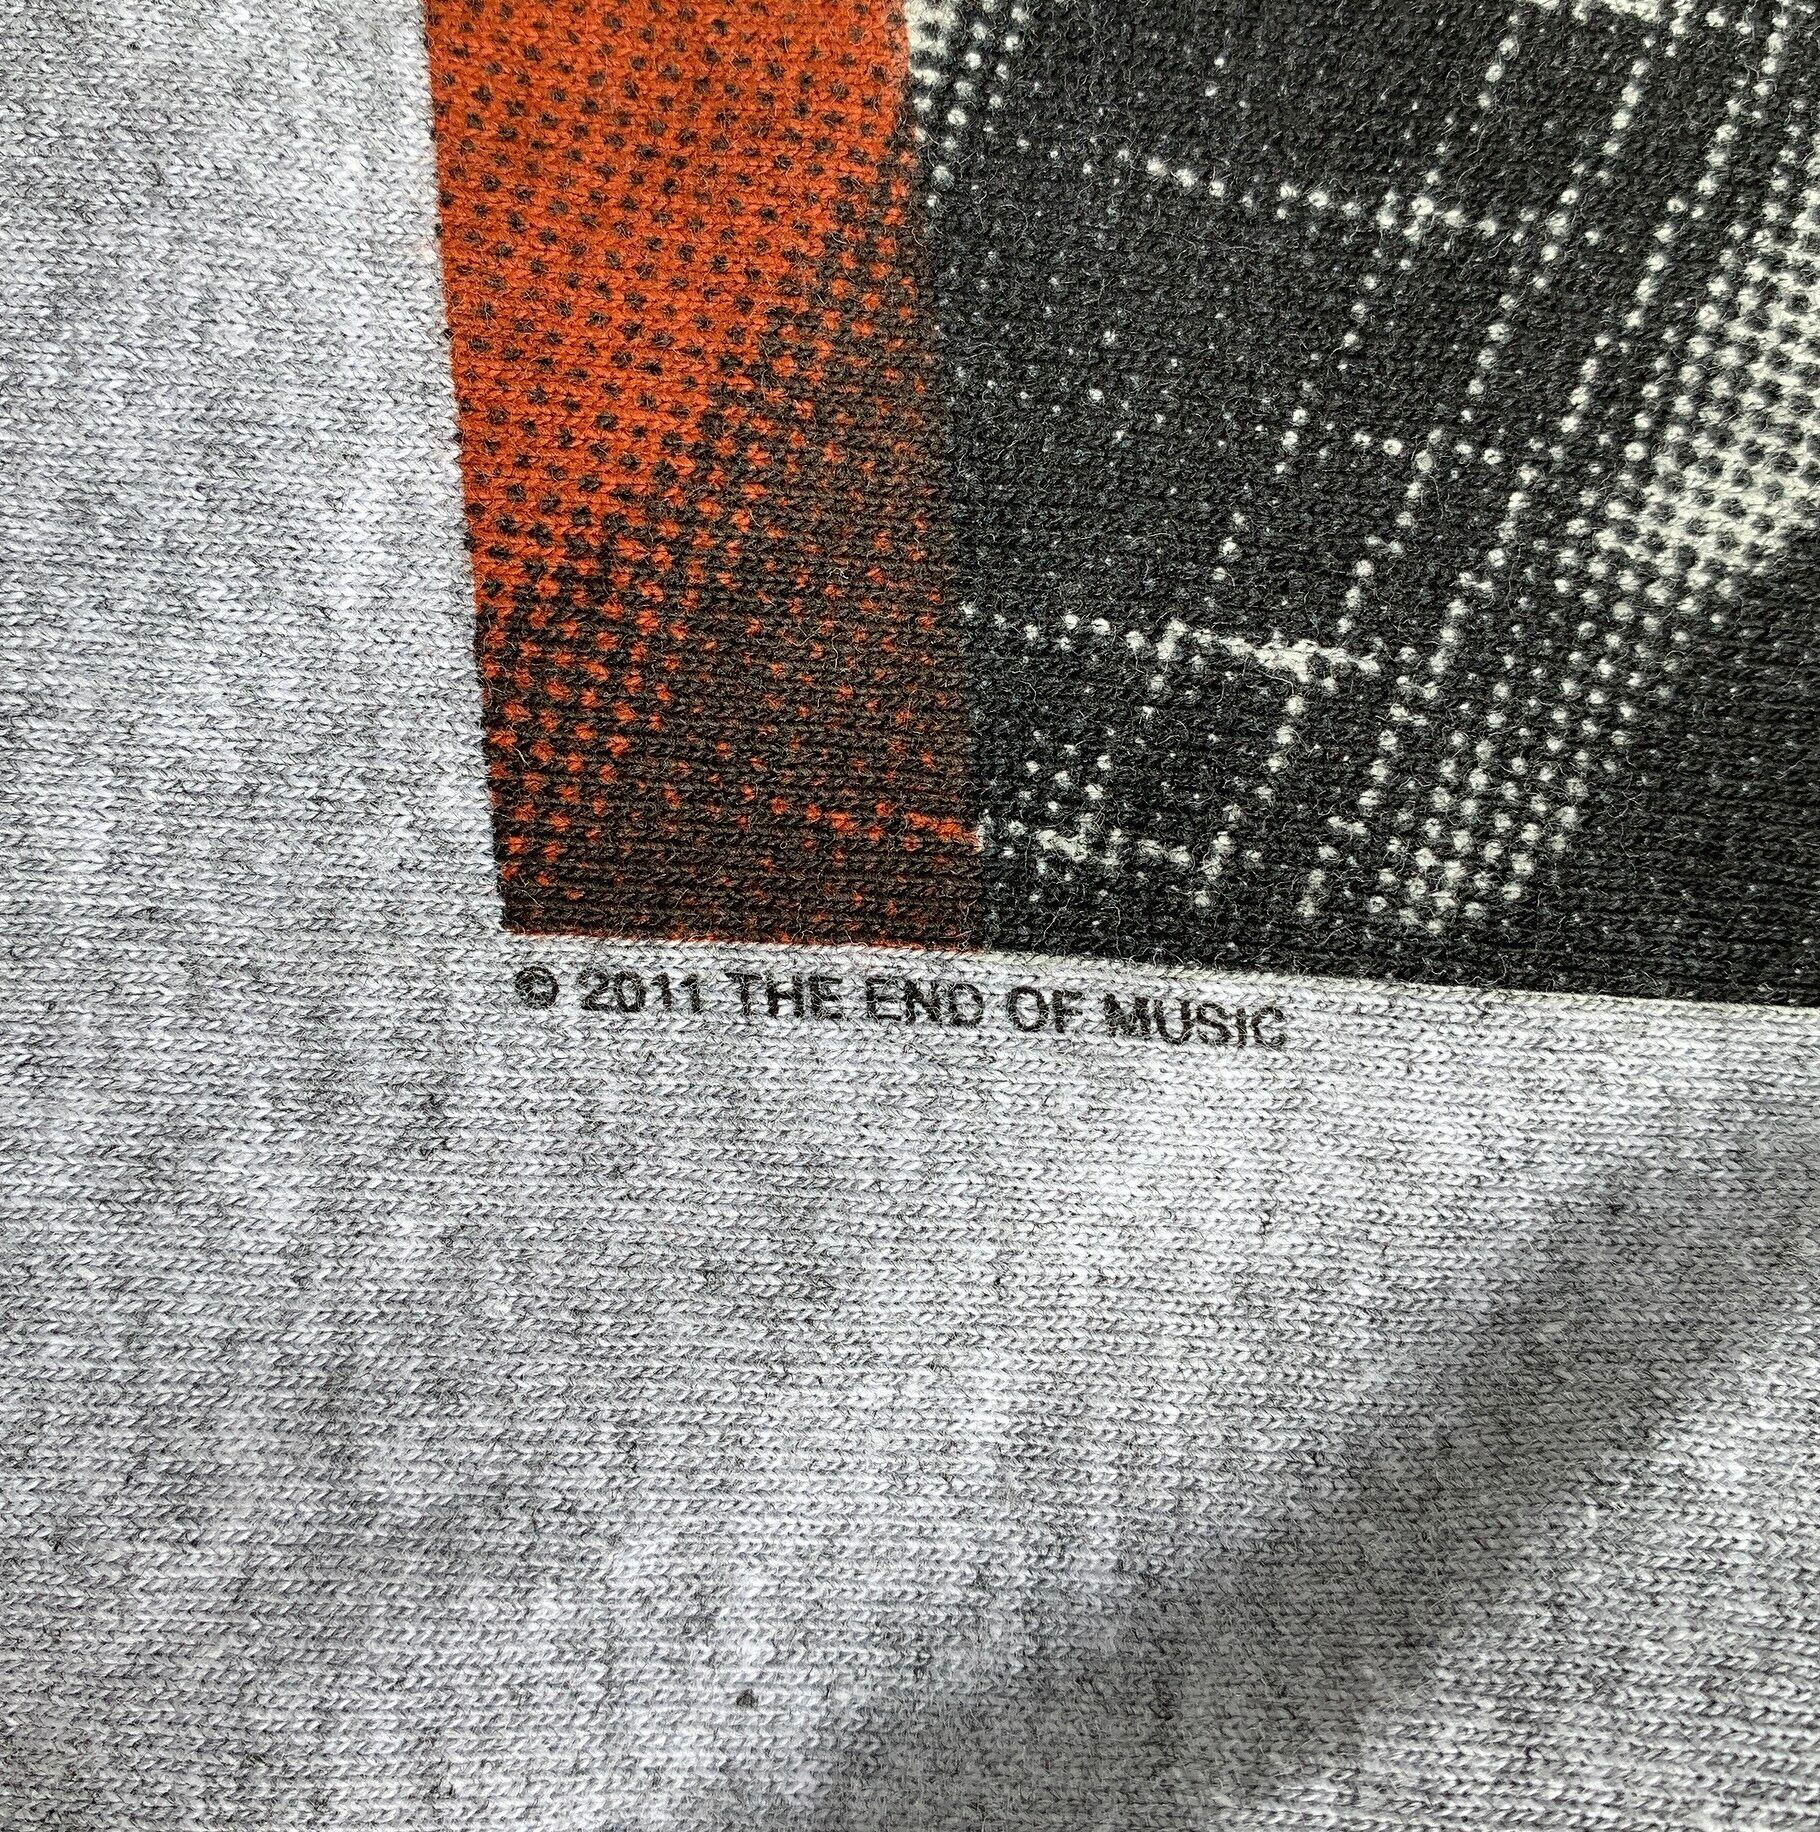 © 2011 THE END OF MUSIC